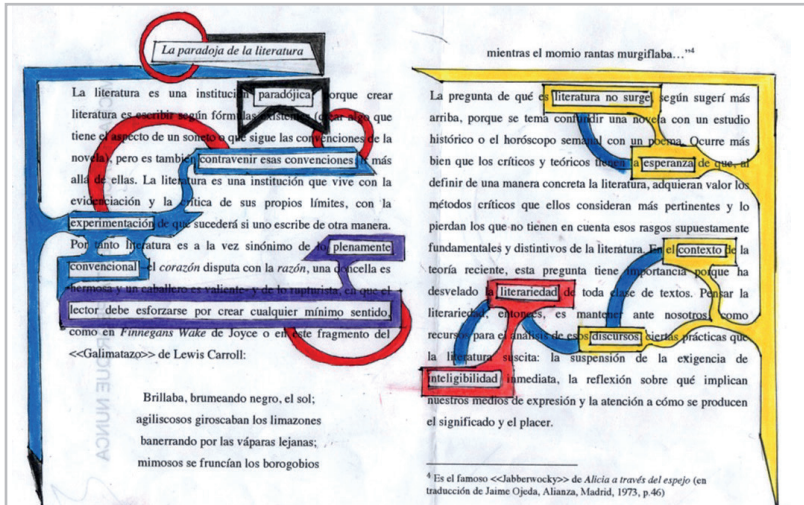 La paradoja de la literatura
La literatura es una institución paradójica porque crear
literatura es escribir según fórmulas existentes (crear algo que
tiene el aspecto de un soneto o que sigue las convenciones de la
novela), pero es también contravenir esas convenciones, más
allá de ellas. La literatura es una institución que vive con la
evidenciación y la crítica de sus propios límites, con la
experimentación de que sucederá si uno escribe de otra manera.
Por tanto literatura es a la vez sinónimo de lo plenamente
convencional –el corazón disputa con la razón, una doncella es
hermosa y un caballero es valiente- y de lo rupturista, en que el
lector debe esforzarse por crear cualquier mínimo sentido,
como en Finnegans Wake de Joyce o en este fragmento del
<<Galimatazo>> de Lewis Carroll:
Brillaba, brumeando negro, el sol;
agiliscosos giroscaban los limazones
banerrando por las váparas lejanas;
mimosos se fruncían los borogobios
mientras el momio rantas murgiflaba…"4
La pregunta de qué es literatura no surge, según sugerí más
arriba, porque se tema confundir una novela con un estudio
histórico o el horóscopo semanal con un poema. Ocurre más
bien que los críticos y teóricos tienen la esperanza de que, al
definir de una manera concreta la literatura, adquieran valor los
métodos críticos que ellos consideran más pertinentes y lo
pierdan los que no tienen en cuenta esos rasgos supuestamente
fundamentales y distintivos de la literatura. En el contexto de la
teoría reciente, esta pregunta tiene importancia porque ha
desvelado la literariedad de toda clase de textos. Pensar la
literariedad, entonces, es mantener ante nosotros, como
recursos para el análisis de esos discursos ciertas prácticas que
la literatura suscita: la suspensión de la exigencia de
inteligibilidad inmediata, la reflexión sobre qué implican
nuestros medios de expresión y la atención a cómo se producen
el significado y el placer.
4 Es el famoso <<Jabberwocky>> de Alicia a través del espejo (en
traducción de Jaime Ojeda, Alianza, Madrid, 1973, p.46)
QUE NUNCA